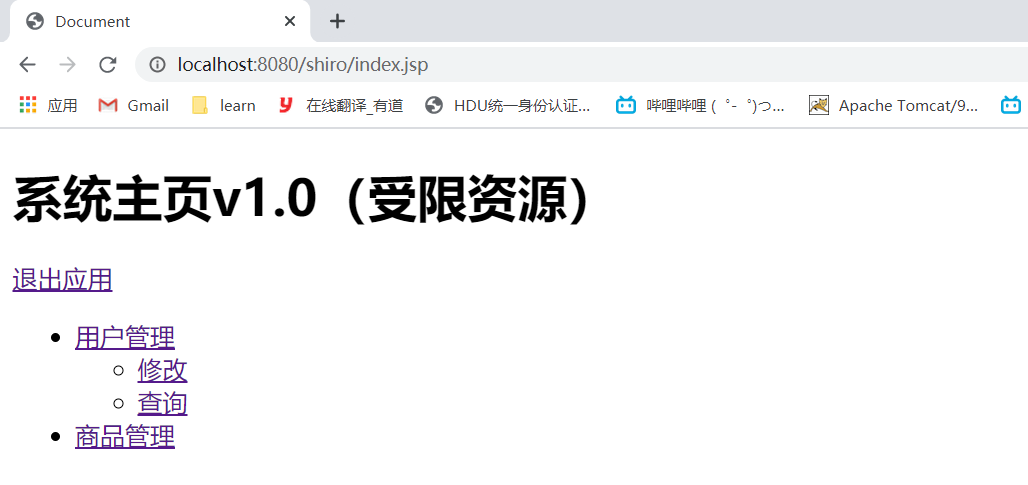 Document
localhost:8080/shiro/index.jsp
应用 Gmail learn 在线翻译_有道 HDU统一身份认证... 哔哩哔哩 ( ゜- ゜)つ... Apache Tomcat/9...
系统主页v1.0（受限资源）
退出应用
用户管理
修改
查询
商品管理